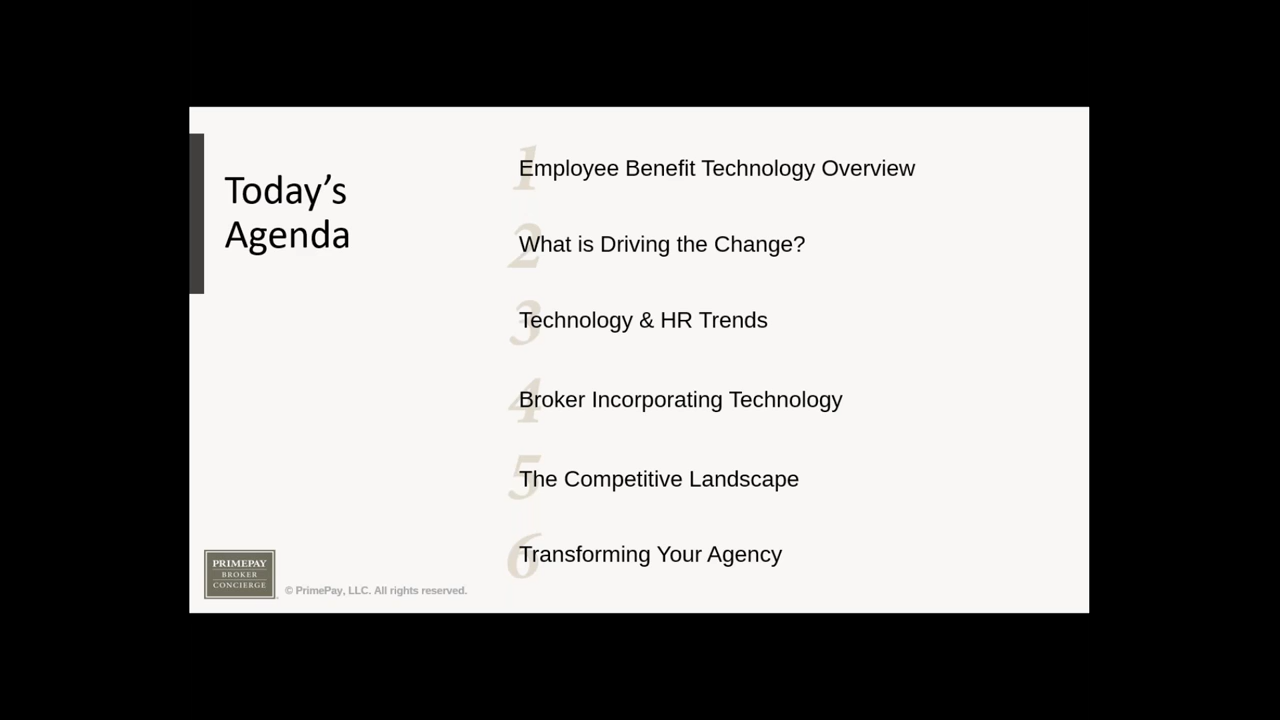 Today’s
Agenda
1 Employee Benefit Technology Overview
2 What is Driving the Change?
3 Technology & HR Trends
4 Broker Incorporating Technology
5 The Competitive Landscape
6 Transforming Your Agency
PRIMEPAY
BROKER
CONCIERGE
© PrimePay, LLC. All rights reserved.